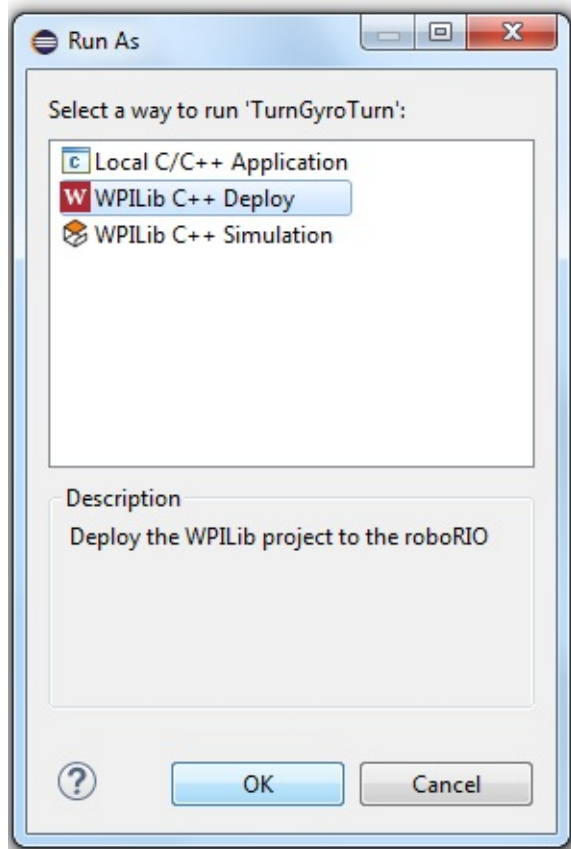 Run As
Select a way to run 'TurnGyroTurn':
c Local C/C++ Application
W WPILib C++ Deploy
WPILib C++ Simulation
Description
Deploy the WPILib project to the roboRIO
? OK Cancel